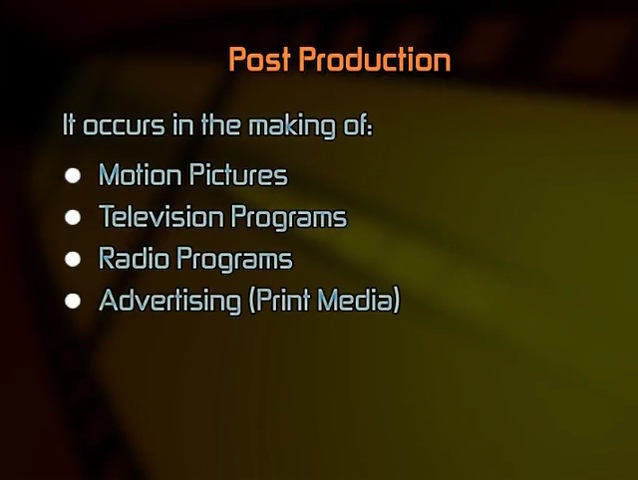 Post Production
It occurs in the making of:
Motion Pictures
Television Programs
Radio Programs
Advertising (Print Media)